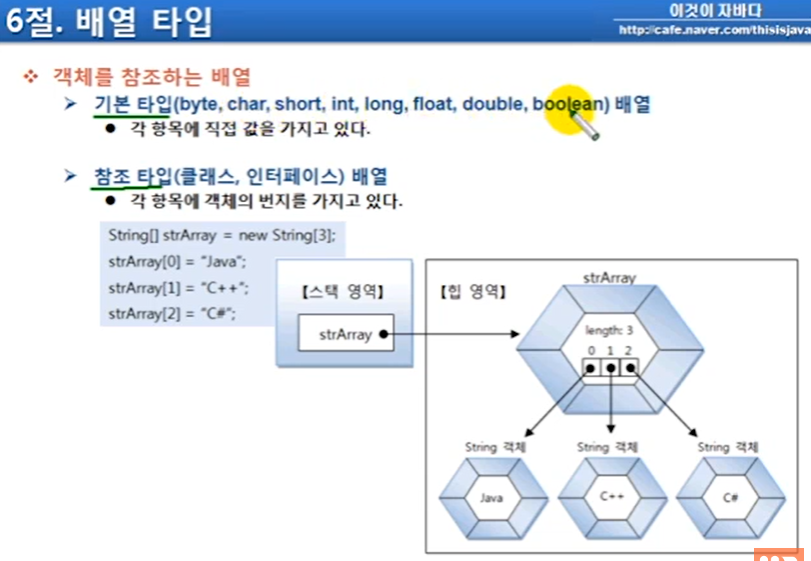 6절. 배열 타입
이것이 자바다
http://cafe.naver.com/thisisjava
❖ 객체를 참조하는 배열
➤ 기본 타입(byte, char, short, int, long, float, double, boolean) 배열
● 각 항목에 직접 값을 가지고 있다.
➤ 참조 타입(클래스, 인터페이스) 배열
● 각 항목에 객체의 번지를 가지고 있다.
String[] strArray = new String[3];
strArray[0] = "Java";
strArray[1] = "C++";
strArray[2] = "C#";
【스택 영역】
strArray
【힙 영역】
strArray
length: 3
0 1 2
String 객체 String 객체 String 객체
Java C++ C#